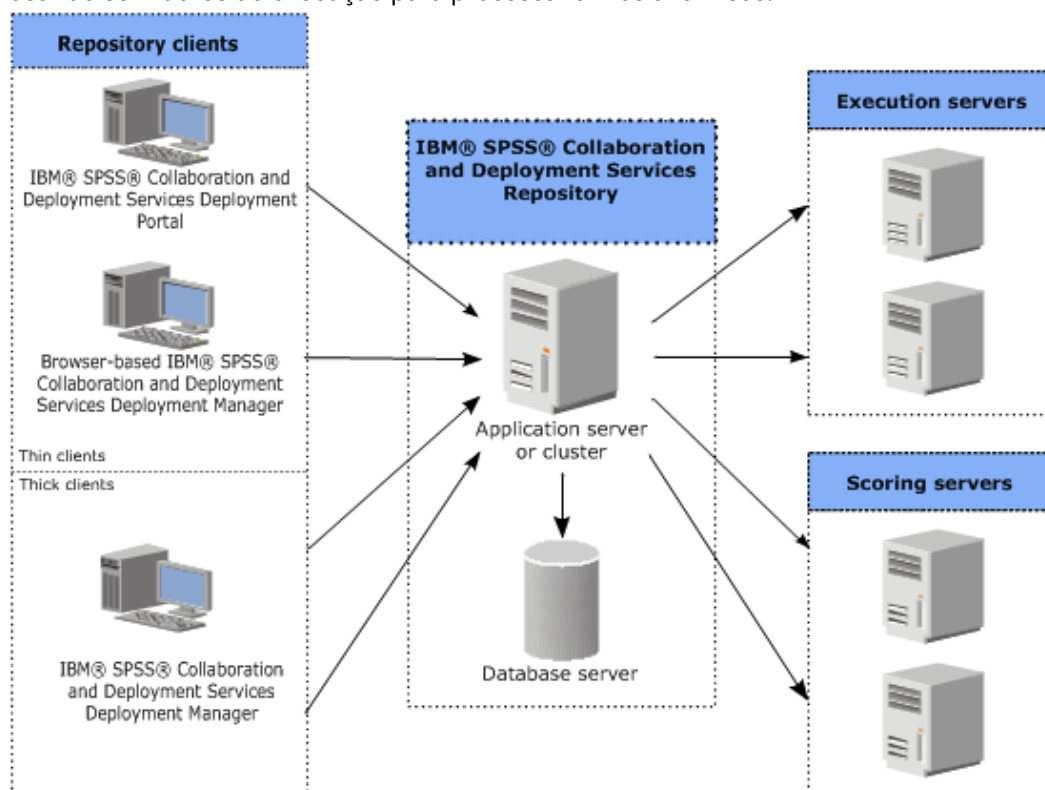 Repository clients
IBM® SPSS® Collaboration and
Deployment Services Deployment
Portal
Browser-based IBM® SPSS®
Collaboration and Deployment
Services Deployment Manager
Thin clients
Thick clients
IBM® SPSS® Collaboration
and Deployment Services
Deployment Manager
IBM® SPSS® Collaboration
and Deployment Services
Repository
Application server
or cluster
Database server
Execution servers
Scoring servers